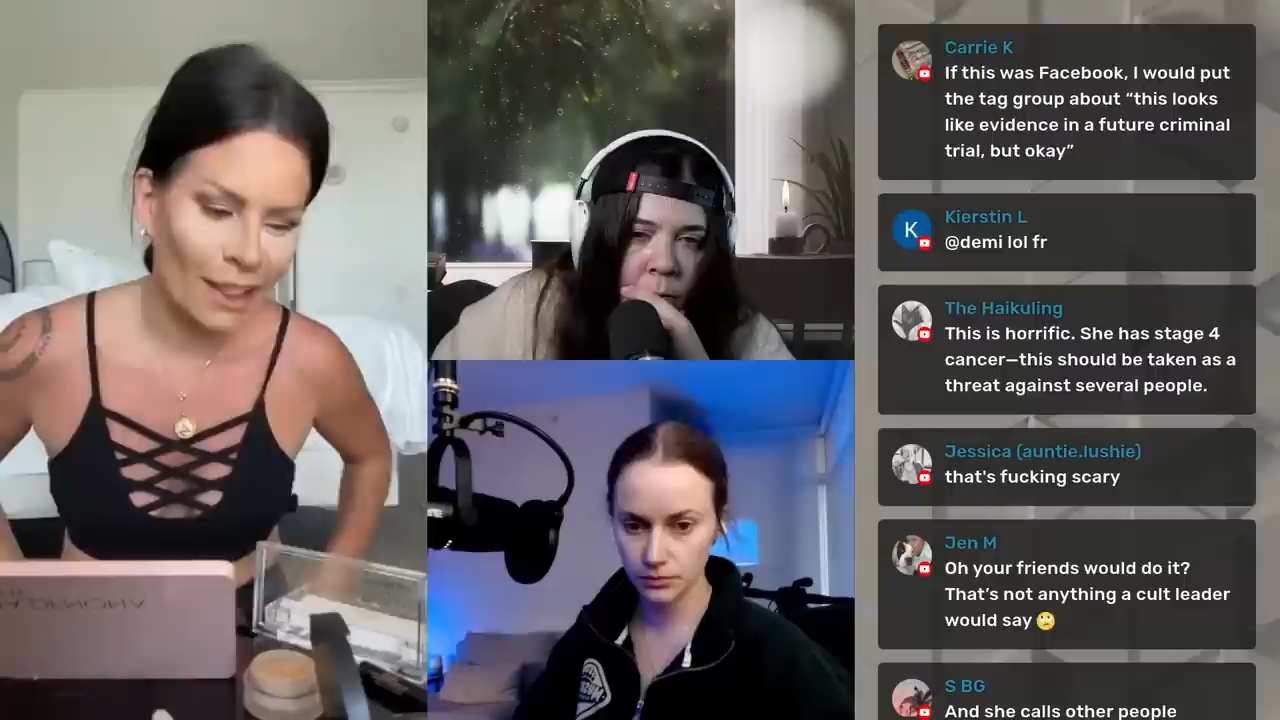 Carrie K
If this was Facebook, I would put
the tag group about “this looks
like evidence in a future criminal
trial, but okay”
K
Kierstin L
@demi lol fr
The Haikuling
This is horrific. She has stage 4
cancer—this should be taken as a
threat against several people.
Jessica (auntie.lushie)
that's fucking scary
Jen M
Oh your friends would do it?
That’s not anything a cult leader
would say 🙄
S BG
And she calls other people